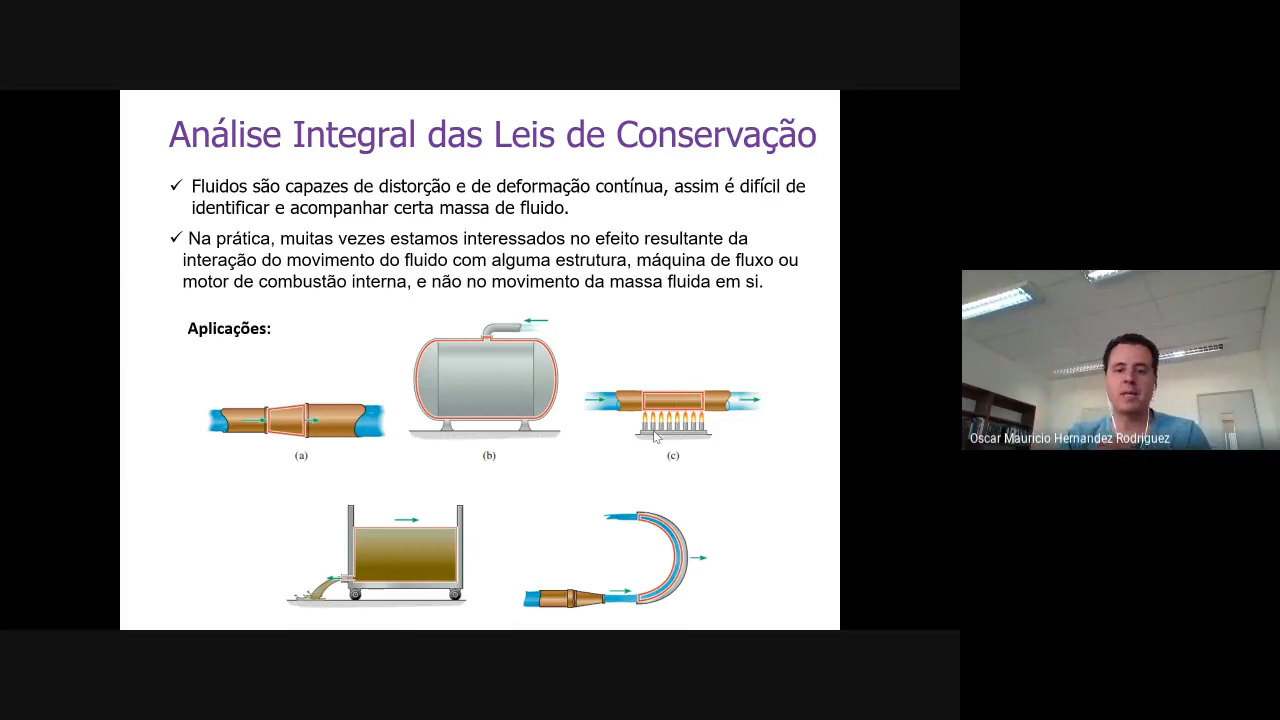 Análise Integral das Leis de Conservação
✓ Fluidos são capazes de distorção e de deformação contínua, assim é difícil de
identificar e acompanhar certa massa de fluido.
✓ Na prática, muitas vezes estamos interessados no efeito resultante da
interação do movimento do fluido com alguma estrutura, máquina de fluxo ou
motor de combustão interna, e não no movimento da massa fluida em si.
Aplicações:
(a)
(b)
(c)
Oscar Mauricio Hernandez Rodriguez